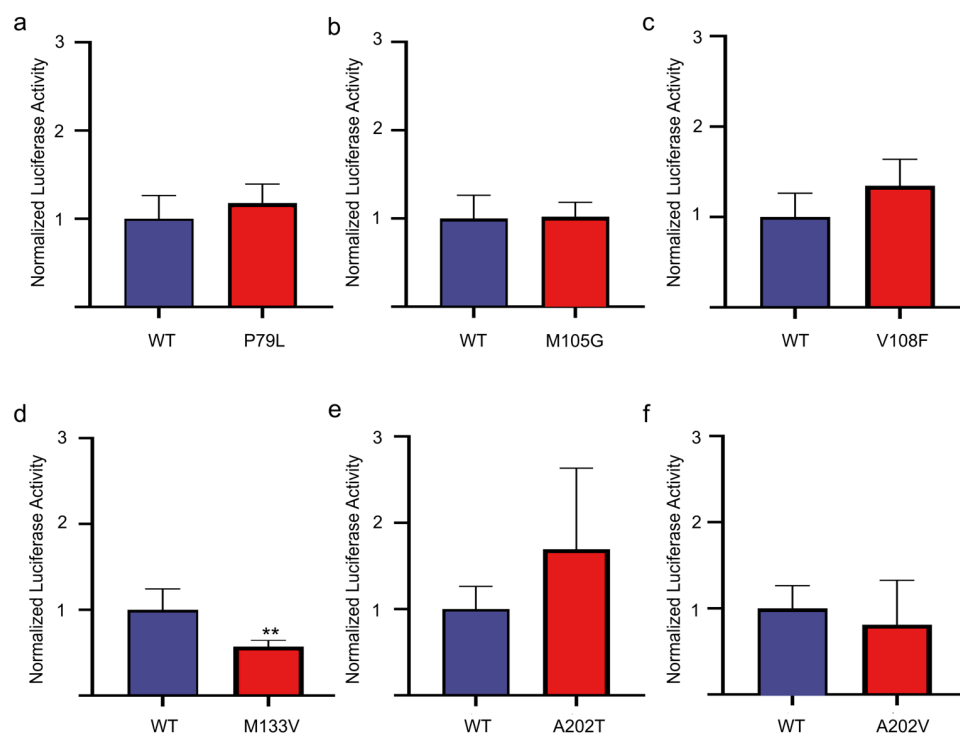 a
3
2
1
Normalized Luciferase Activity
WT P79L
b
3
2
1
Normalized Luciferase Activity
WT M105G
c
3
2
1
Normalized Luciferase Activity
WT V108F
d
3
2
1
Normalized Luciferase Activity
**
WT M133V
e
3
2
1
Normalized Luciferase Activity
WT A202T
f
3
2
1
Normalized Luciferase Activity
WT A202V